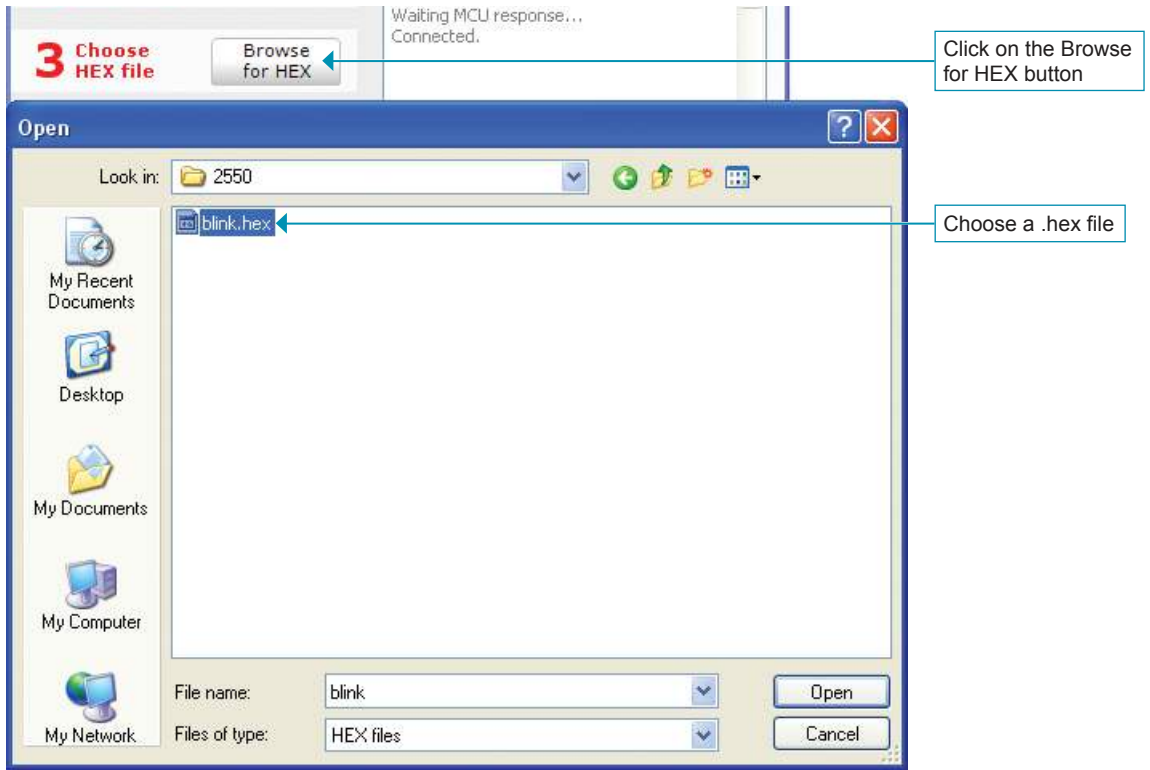 Waiting MCU response...
Connected.
3 Choose
HEX file
Browse
for HEX
Click on the Browse
for HEX button
Open
Look in:
2550
blink.hex
Choose a .hex file
My Recent
Documents
Desktop
My Documents
My Computer
My Network
File name:
blink
Open
Files of type:
HEX files
Cancel